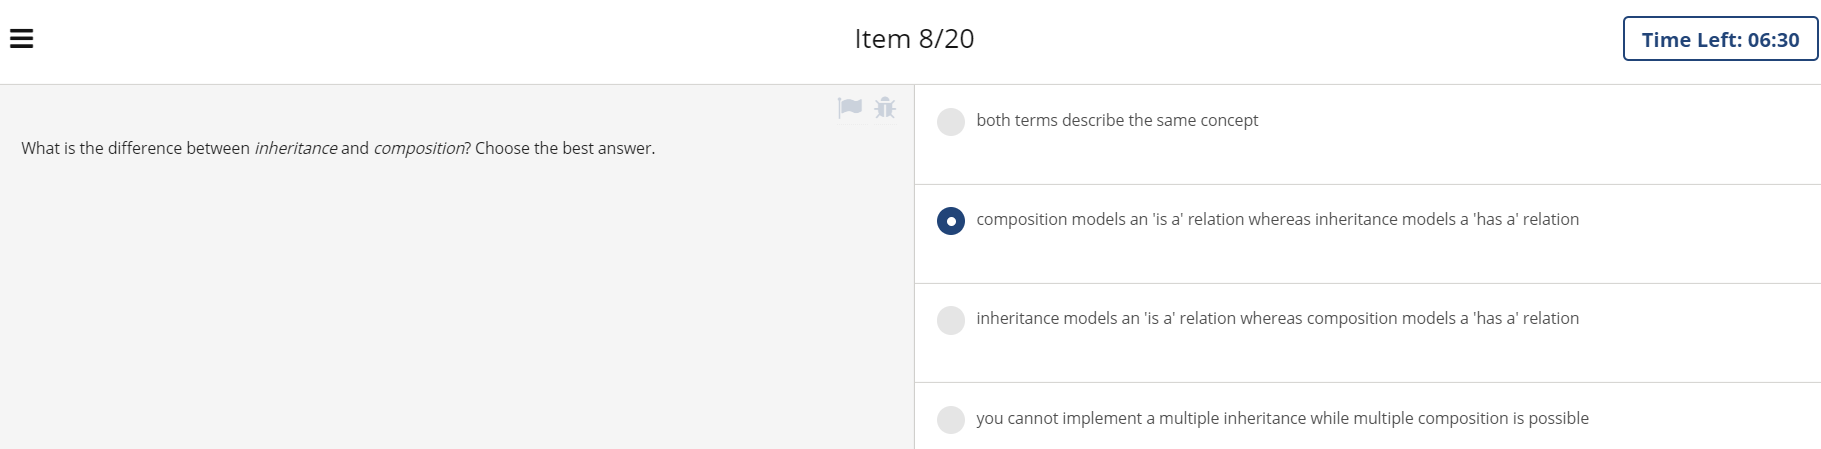 Item 8/20
Time Left: 06:30
What is the difference between inheritance and composition? Choose the best answer.
both terms describe the same concept
composition models an 'is a' relation whereas inheritance models a 'has a' relation
inheritance models an 'is a' relation whereas composition models a 'has a' relation
you cannot implement a multiple inheritance while multiple composition is possible